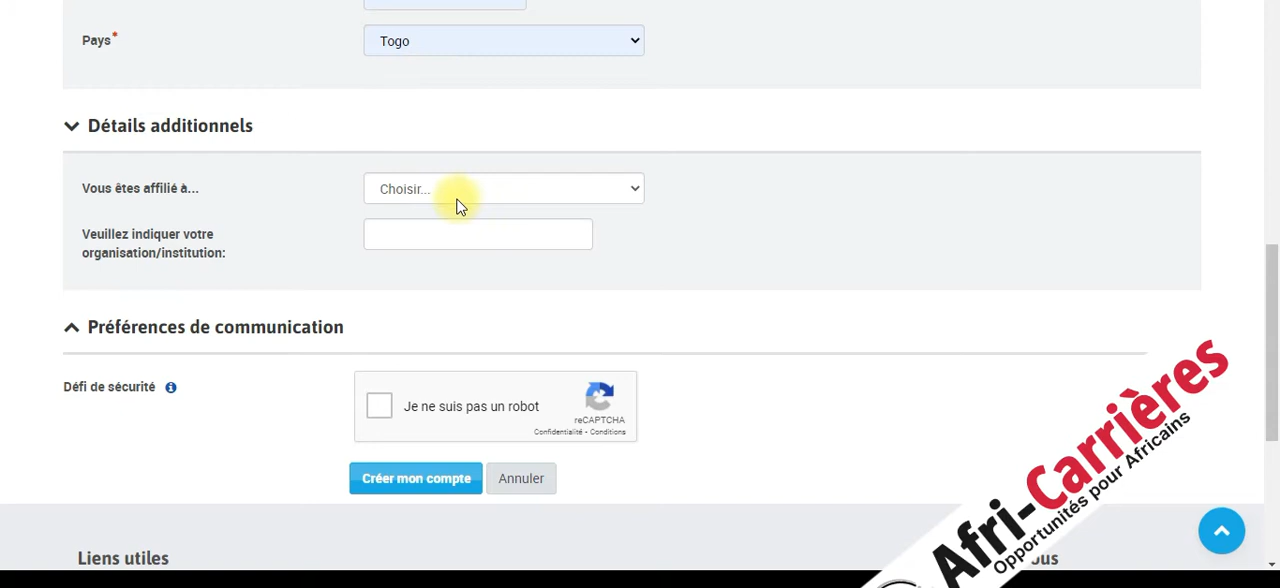 Pays*
Togo
Détails additionnels
Vous êtes affilié à...
Choisir...
Veuillez indiquer votre
organisation/institution:
Préférences de communication
Défi de sécurité
Je ne suis pas un robot
reCAPTCHA
Confidentialité - Conditions
Créer mon compte
Annuler
Liens utiles
Afri-Carrières
Opportunités pour Africains